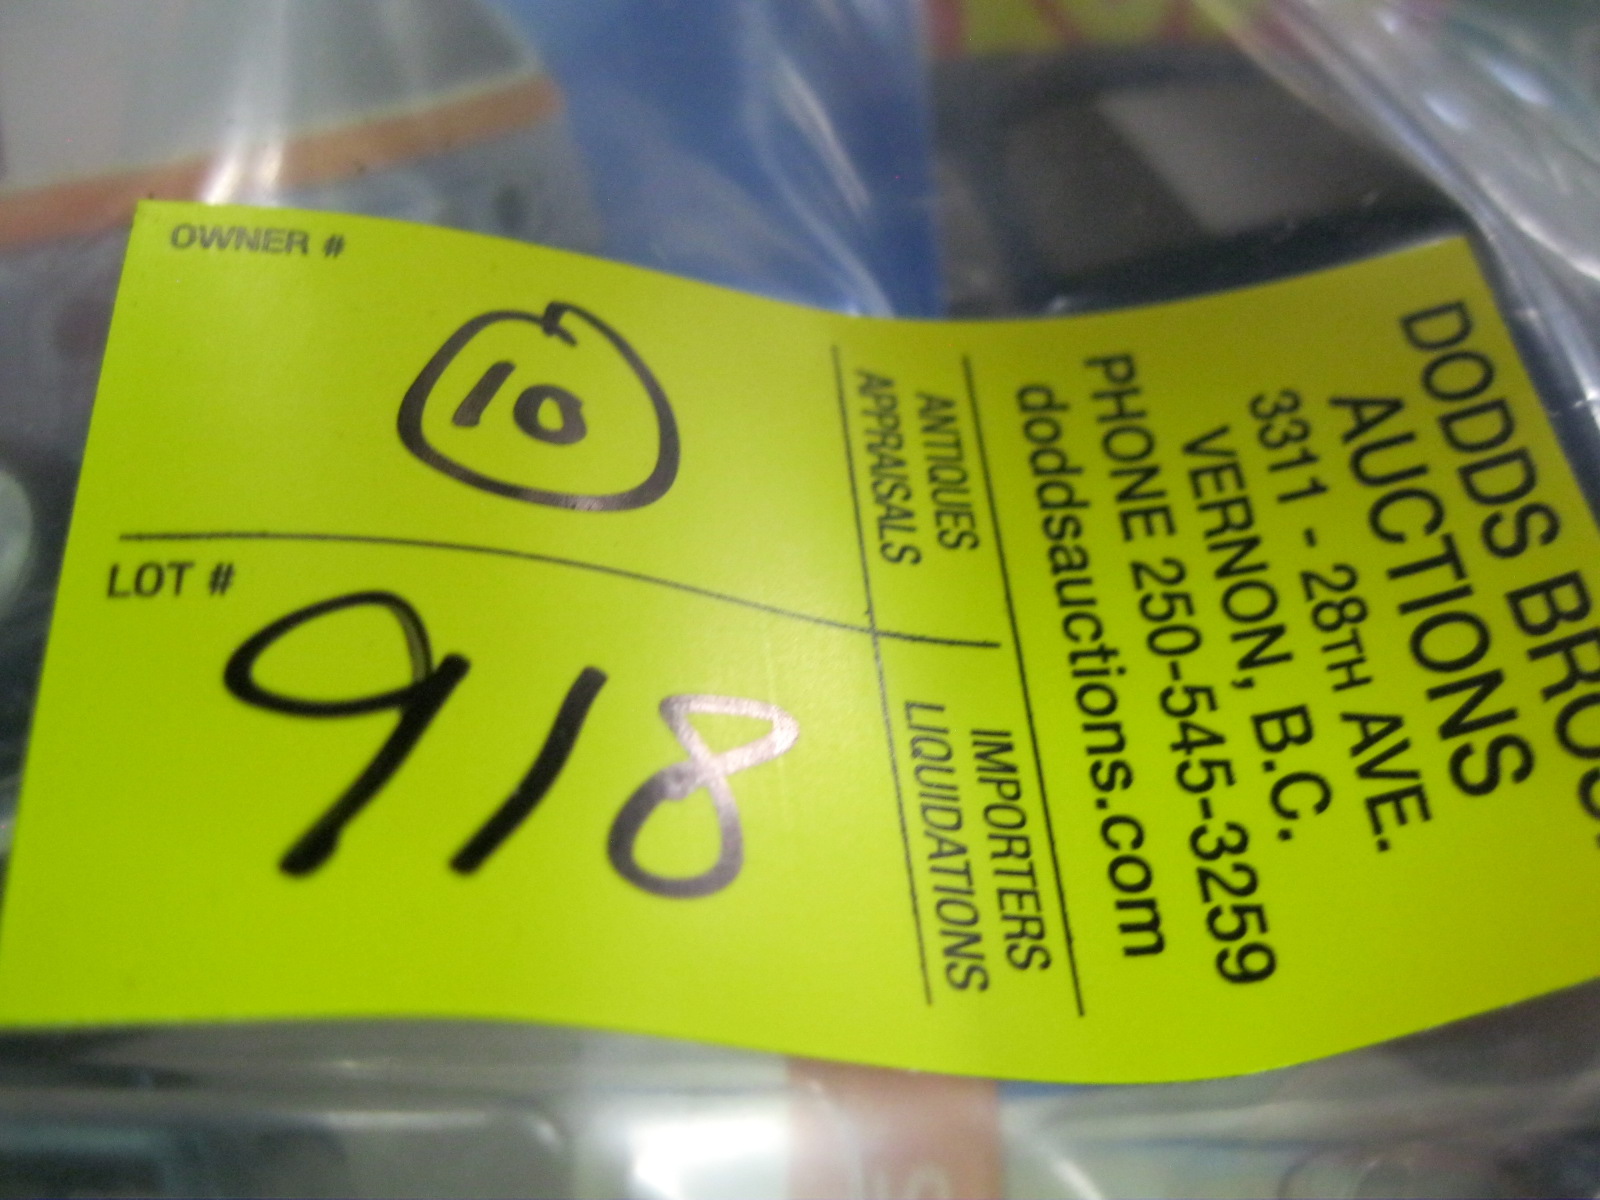 OWNER #
10
LOT #
918
DODDS BROS.
AUCTIONS
3311 - 28TH AVE.
VERNON, B.C.
PHONE 250-545-3259
doddsauctions.com
ANTIQUES
APPRAISALS
IMPORTERS
LIQUIDATIONS